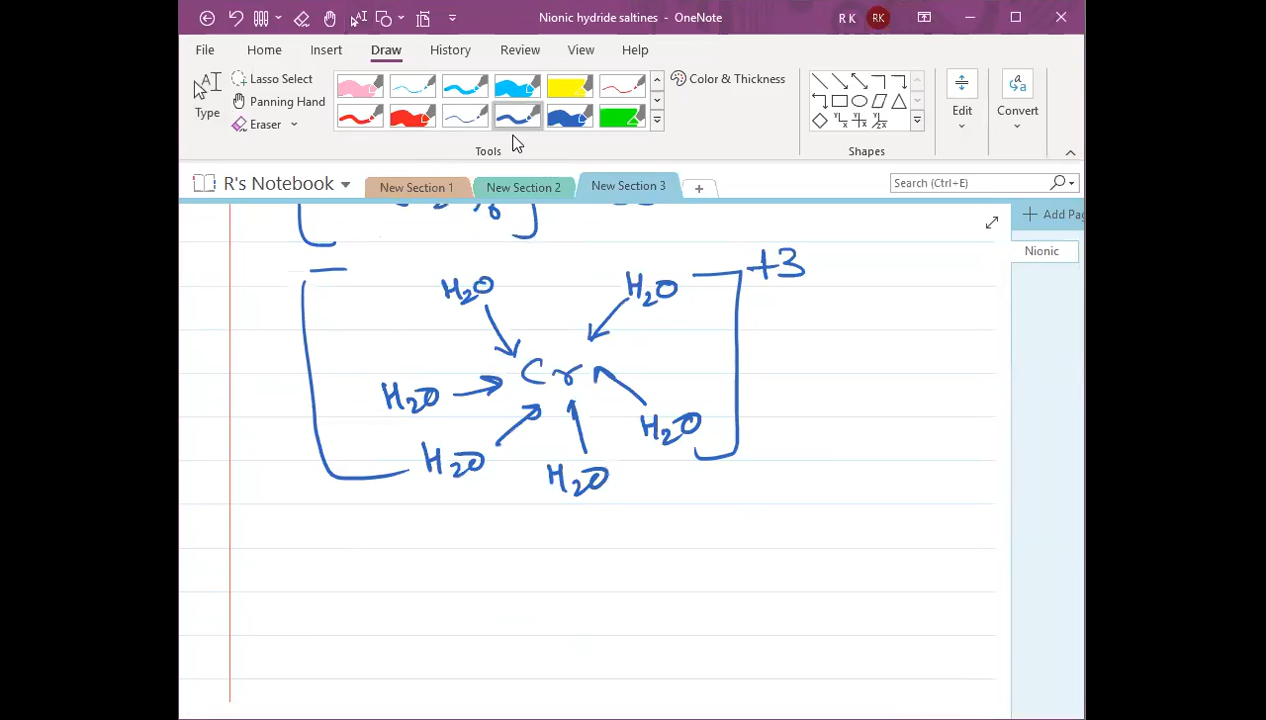 Nionic hydride saltines - OneNote
R K
RK
File Home Insert Draw History Review View Help
Type
Lasso Select
Panning Hand
Eraser
Color & Thickness
Edit
Convert
Tools
Shapes
R's Notebook
New Section 1
New Section 2
New Section 3
+
Search (Ctrl+E)
Add Pag
Nionic
+3
H2O H2O
Cr
H2O
H2O
H2O
H2O